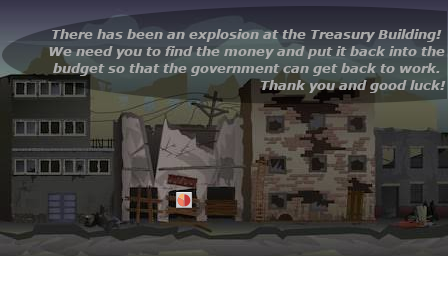 There has been an explosion at the Treasury Building!
We need you to find the money and put it back into the
budget so that the government can get back to work.
Thank you and good luck!